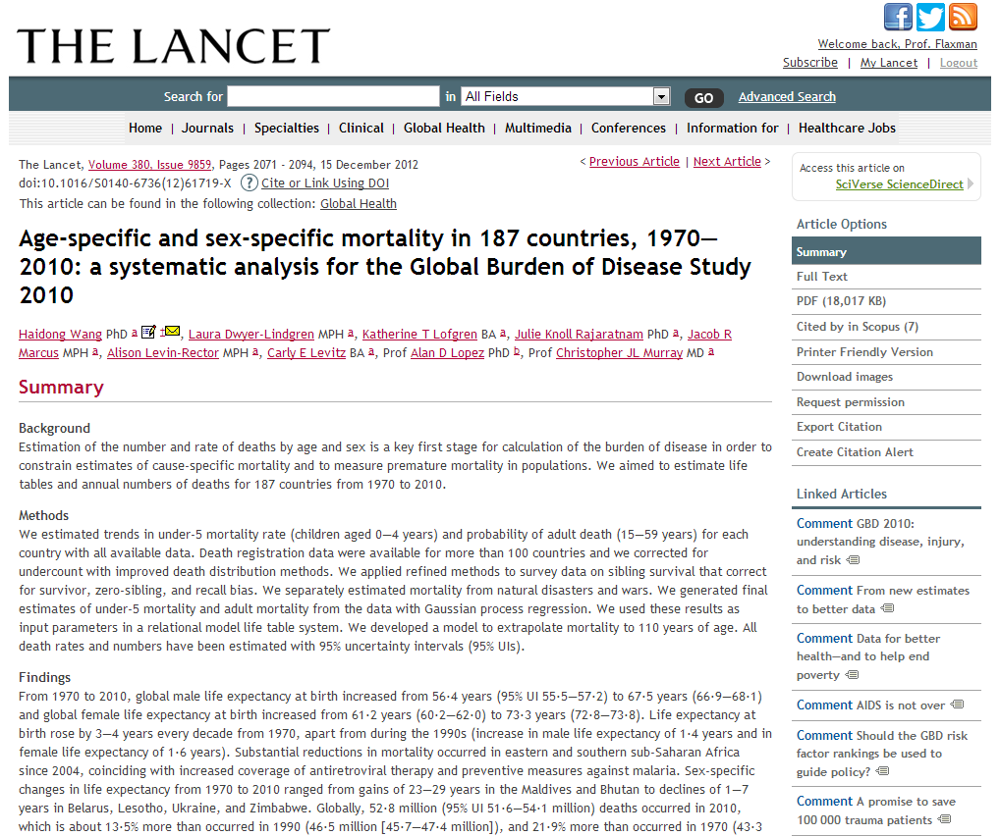 THE LANCET
Welcome back, Prof. Flaxman
Subscribe | My Lancet | Logout
Search for in All Fields GO Advanced Search
Home | Journals | Specialties | Clinical | Global Health | Multimedia | Conferences | Information for | Healthcare Jobs
The Lancet, Volume 380, Issue 9859, Pages 2071 - 2094, 15 December 2012
< Previous Article | Next Article >
doi:10.1016/S0140-6736(12)61719-X ? Cite or Link Using DOI
This article can be found in the following collection: Global Health
Age-specific and sex-specific mortality in 187 countries, 1970—
2010: a systematic analysis for the Global Burden of Disease Study
2010
Haidong Wang PhD a, Laura Dwyer-Lindgren MPH a, Katherine T Lofgren BA a, Julie Knoll Rajaratnam PhD a, Jacob R
Marcus MPH a, Alison Levin-Rector MPH a, Carly E Levitz BA a, Prof Alan D Lopez PhD b, Prof Christopher JL Murray MD a
Summary
Background
Estimation of the number and rate of deaths by age and sex is a key first stage for calculation of the burden of disease in order to
constrain estimates of cause-specific mortality and to measure premature mortality in populations. We aimed to estimate life
tables and annual numbers of deaths for 187 countries from 1970 to 2010.
Methods
We estimated trends in under-5 mortality rate (children aged 0—4 years) and probability of adult death (15—59 years) for each
country with all available data. Death registration data were available for more than 100 countries and we corrected for
undercount with improved death distribution methods. We applied refined methods to survey data on sibling survival that correct
for survivor, zero-sibling, and recall bias. We separately estimated mortality from natural disasters and wars. We generated final
estimates of under-5 mortality and adult mortality from the data with Gaussian process regression. We used these results as
input parameters in a relational model life table system. We developed a model to extrapolate mortality to 110 years of age. All
death rates and numbers have been estimated with 95% uncertainty intervals (95% UIs).
Findings
From 1970 to 2010, global male life expectancy at birth increased from 56·4 years (95% UI 55·5—57·2) to 67·5 years (66·9—68·1)
and global female life expectancy at birth increased from 61·2 years (60·2—62·0) to 73·3 years (72·8—73·8). Life expectancy at
birth rose by 3—4 years every decade from 1970, apart from during the 1990s (increase in male life expectancy of 1·4 years and in
female life expectancy of 1·6 years). Substantial reductions in mortality occurred in eastern and southern sub-Saharan Africa
since 2004, coinciding with increased coverage of antiretroviral therapy and preventive measures against malaria. Sex-specific
changes in life expectancy from 1970 to 2010 ranged from gains of 23—29 years in the Maldives and Bhutan to declines of 1—7
years in Belarus, Lesotho, Ukraine, and Zimbabwe. Globally, 52·8 million (95% UI 51·6—54·1 million) deaths occurred in 2010,
which is about 13·5% more than occurred in 1990 (46·5 million [45·7—47·4 million]), and 21·9% more than occurred in 1970 (43·3
Access this article on
SciVerse ScienceDirect
Article Options
Summary
Full Text
PDF (18,017 KB)
Cited by in Scopus (7)
Printer Friendly Version
Download images
Request permission
Export Citation
Create Citation Alert
Linked Articles
Comment GBD 2010:
understanding disease, injury,
and risk
Comment From new estimates
to better data
Comment Data for better
health—and to help end
poverty
Comment AIDS is not over
Comment Should the GBD risk
factor rankings be used to
guide policy?
Comment A promise to save
100 000 trauma patients